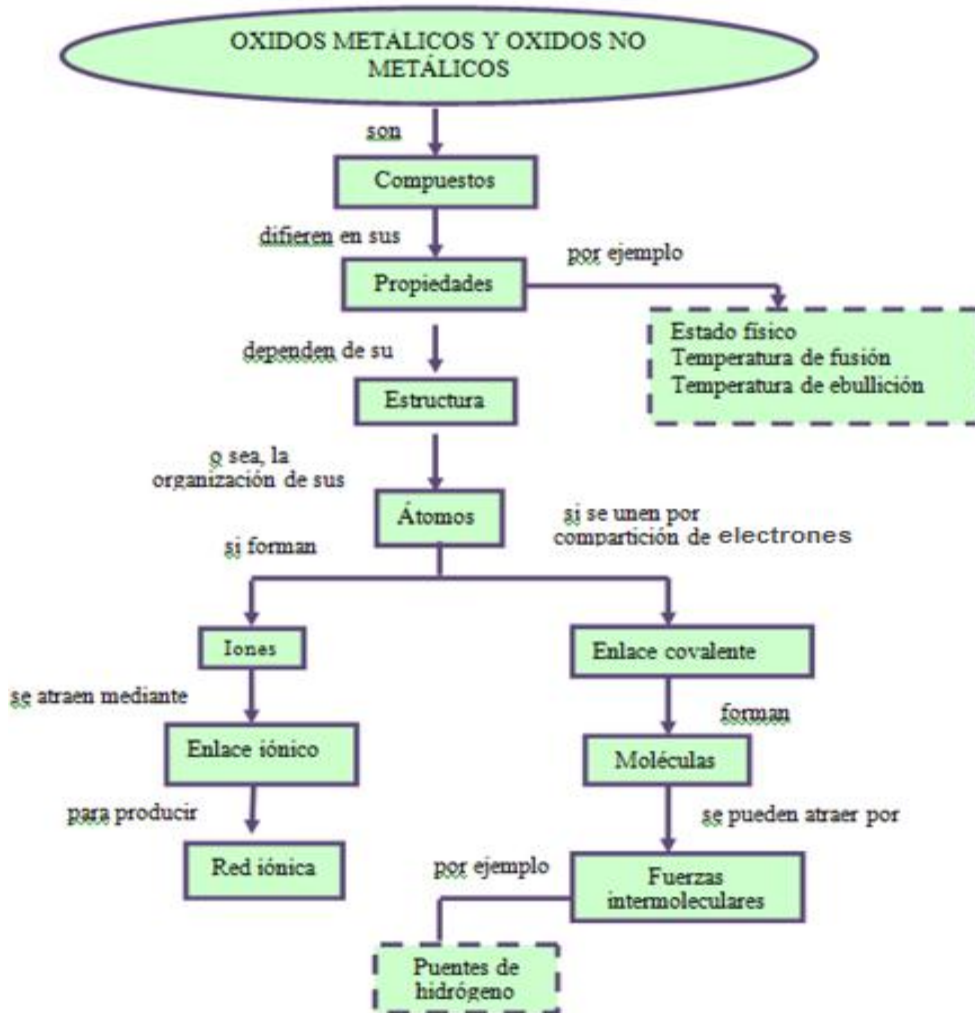 OXIDOS METÁLICOS Y OXIDOS NO
METÁLICOS
son
Compuestos
difieren en sus
por ejemplo
Propiedades
Estado físico
Temperatura de fusión
Temperatura de ebullición
dependen de su
Estructura
o sea, la
organización de sus
Átomos
si se unen por
compartición de electrones
si forman
Iones
Enlace covalente
se atraen mediante
forman
Enlace iónico
Moléculas
para producir
se pueden atraer por
Red iónica
por ejemplo
Fuerzas
intermoleculares
Puentes de
hidrógeno